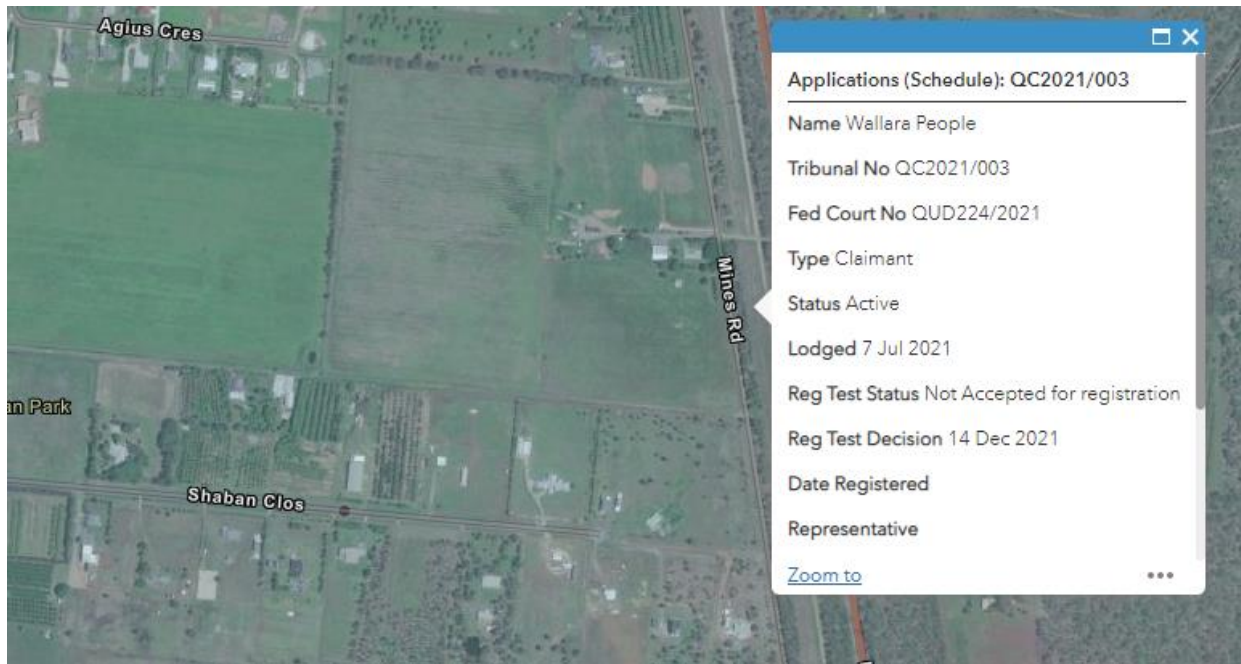 Agius Cres
Mines Rd
an Park
Shaban Clos
Applications (Schedule): QC2021/003
Name Wallara People
Tribunal No QC2021/003
Fed Court No QUD224/2021
Type Claimant
Status Active
Lodged 7 Jul 2021
Reg Test Status Not Accepted for registration
Reg Test Decision 14 Dec 2021
Date Registered
Representative
Zoom to